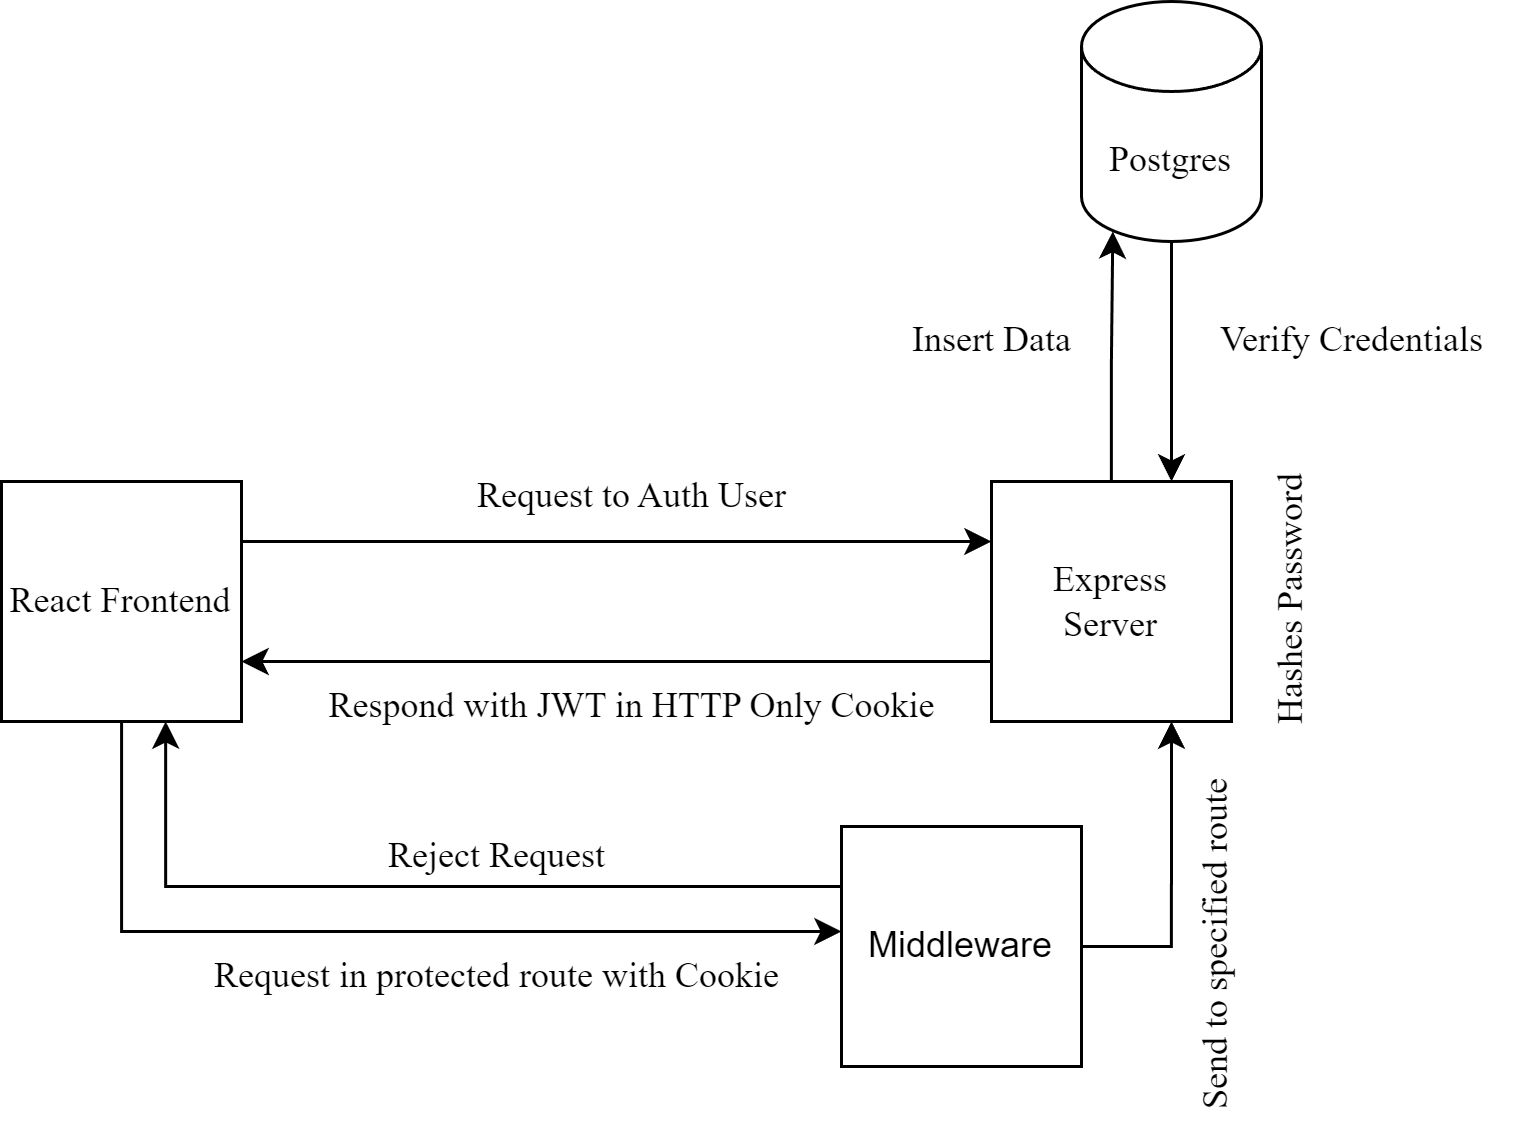 Postgres
Insert Data
Verify Credentials
Request to Auth User
React Frontend
Express
Server
Hashes Password
Respond with JWT in HTTP Only Cookie
Reject Request
Middleware
Request in protected route with Cookie
Send to specified route